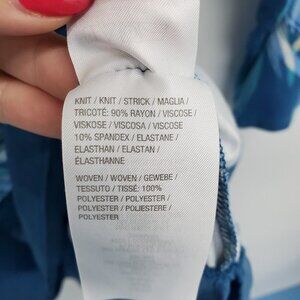 KNIT / KNIT / STRICK / MAGLIA /
TRICOTÉ: 90% RAYON / VISCOSE /
VISKOSE / VISCOSA / VISCOSE
10% SPANDEX / ELASTANE /
ELASTHAN / ELASTAN /
ÉLASTHANNE
WOVEN / WOVEN / GEWEBE /
TESSUTO / TISSÉ: 100%
POLYESTER / POLYESTER /
POLYESTER / POLIESTERE /
POLYESTER